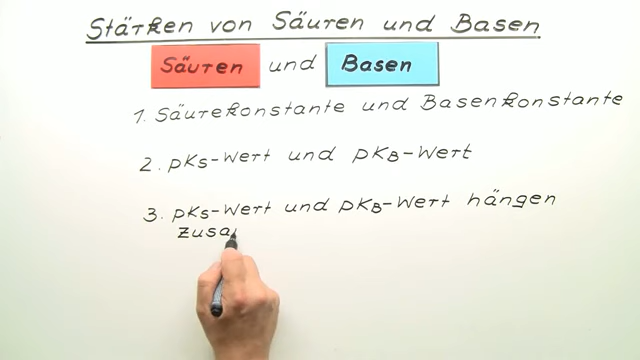 Stärken von Säuren und Basen
Säuren und Basen
1. Säurekonstante und Basenkonstante
2. pKs-Wert und pKB-Wert
3. pKs-Wert und pKB-Wert hängen
zusa